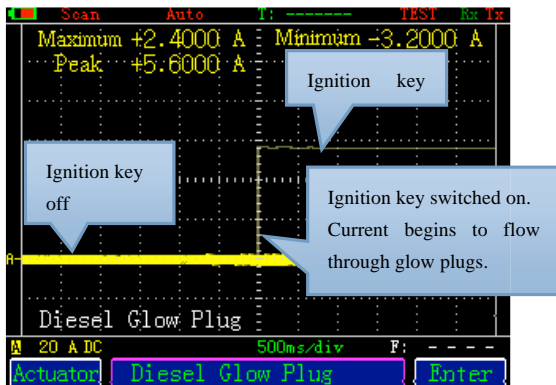 Scan Auto T: ------- TEST Rx Tx
Maximum +2.4000 A Minimum -3.2000 A
Peak +5.6000 A
Ignition key
Ignition key
off
Ignition key switched on.
Current begins to flow
through glow plugs.
A-
Diesel Glow Plug
A 20 A DC 500ms/div F: ----
Actuator Diesel Glow Plug Enter